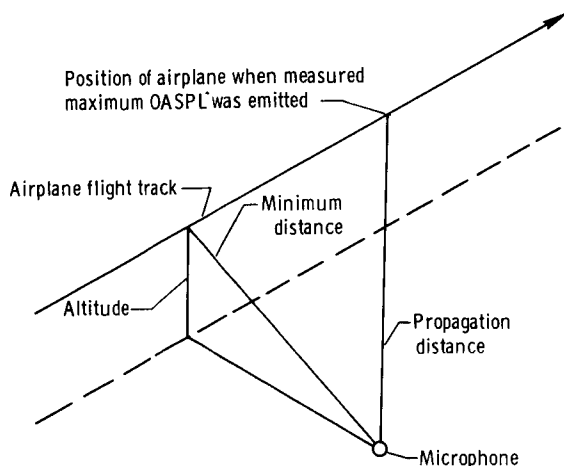 Position of airplane when measured
maximum OASPL was emitted
Airplane flight track
Minimum
distance
Altitude
Propagation
distance
Microphone